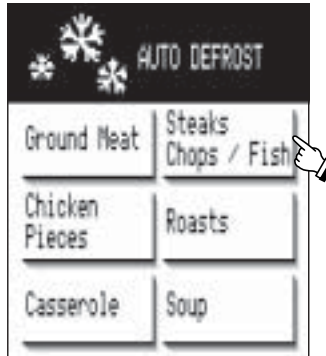 AUTO DEFROST
Ground Meat
Steaks
Chops / Fish
Chicken
Pieces
Roasts
Casserole
Soup